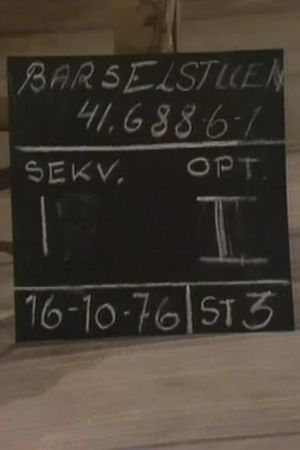 BARSELSTUEN
41.688-6-1
SEKV. OPT.
I II
16-10-76 ST 3